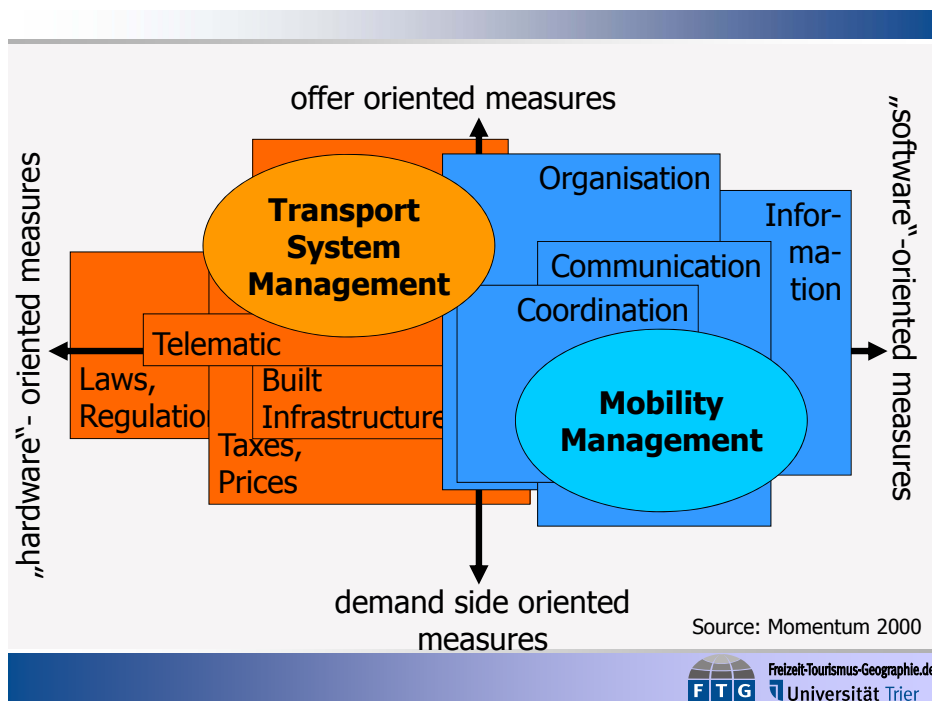 offer oriented measures
„hardware“- oriented measures
„software“-oriented measures
Transport
System
Management
Organisation
Infor-
ma-
tion
Communication
Coordination
Telematic
Laws,
Regulation
Built
Infrastructure
Taxes,
Prices
Mobility
Management
demand side oriented
measures
Source: Momentum 2000
FTG
Freizeit-Tourismus-Geographie.de
Universität Trier